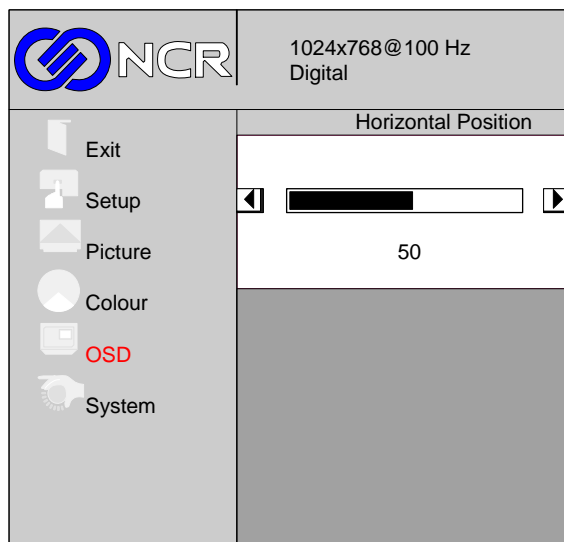 NCR
1024x768@100 Hz
Digital
Horizontal Position
50
Exit
Setup
Picture
Colour
OSD
System